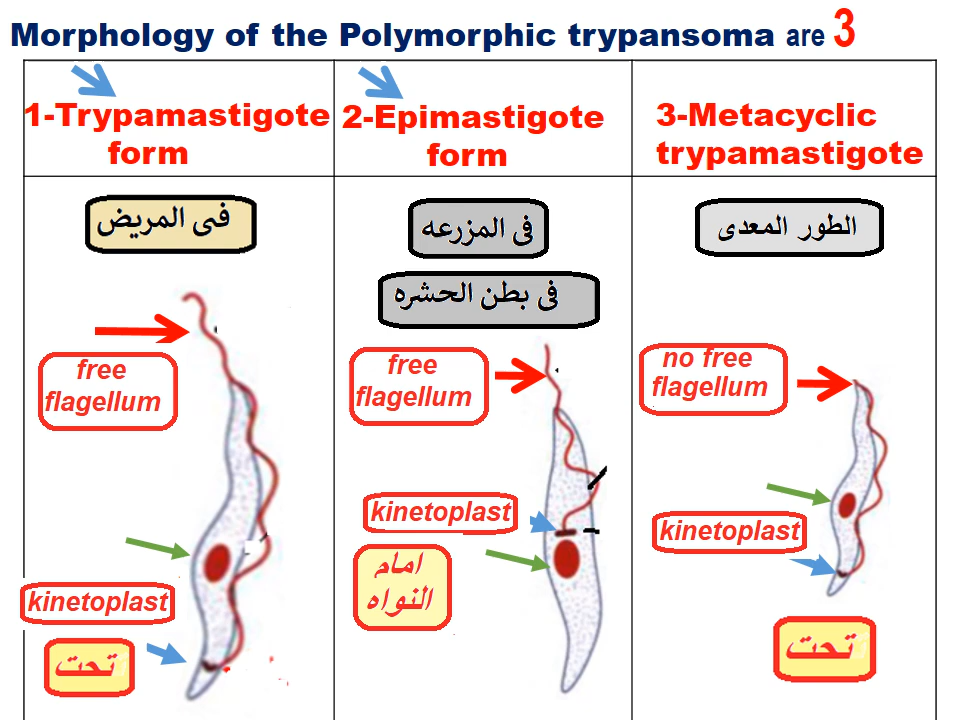 Morphology of the Polymorphic trypansoma are 3
1-Trypamastigote
form
2-Epimastigote
form
3-Metacyclic
trypamastigote
فى المريض
free
flagellum
kinetoplast
تحت
فى المزرعه
فى بطن الحشره
free
flagellum
kinetoplast
امام
النواه
الطور المعدى
no free
flagellum
kinetoplast
تحت